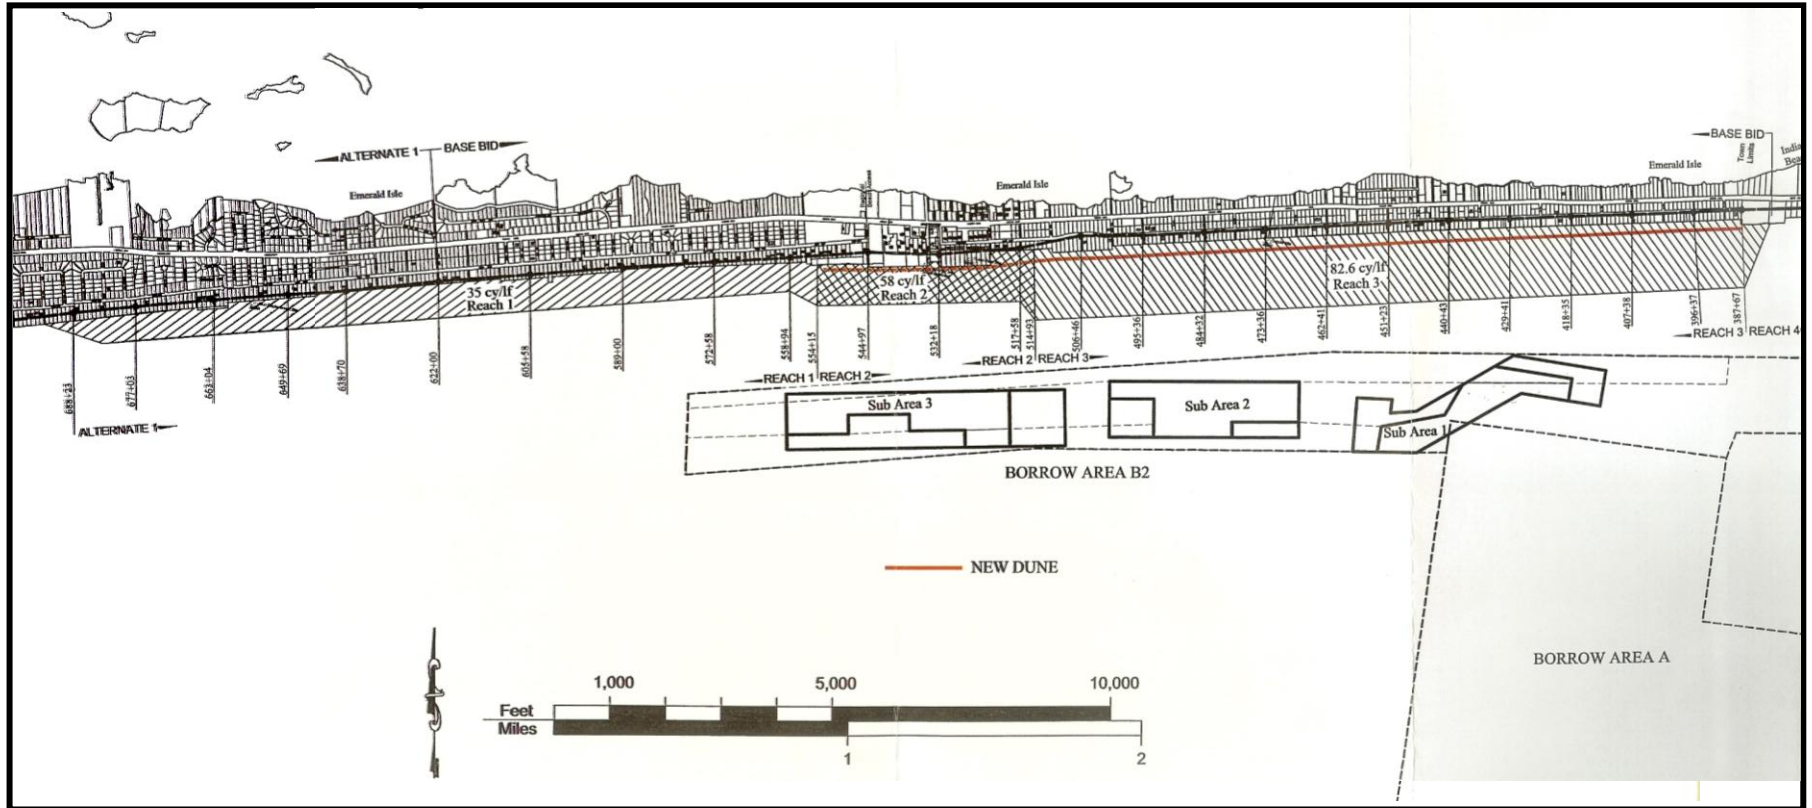 ALTERNATE 1
BASE BID
BASE BID
Town
Limits
Emerald Isle
Emerald Isle
Emerald Isle
35 cy/lf
Reach 1
58 cy/lf
Reach 2
82.6 cy/lf
Reach 3
688+23
677+03
663+04
649+69
638+70
622+00
605+58
589+00
572+58
558+94
554+15
544+97
532+18
517+58
514+93
506+46
495+36
484+32
473+36
462+41
451+23
440+43
429+41
418+35
407+38
396+37
387+67
REACH 3
REACH 4
REACH 2
REACH 3
REACH 1
REACH 2
ALTERNATE 1
Sub Area 3
Sub Area 2
Sub Area 1
BORROW AREA B2
NEW DUNE
BORROW AREA A
1,000
5,000
10,000
Feet
Miles
1
2